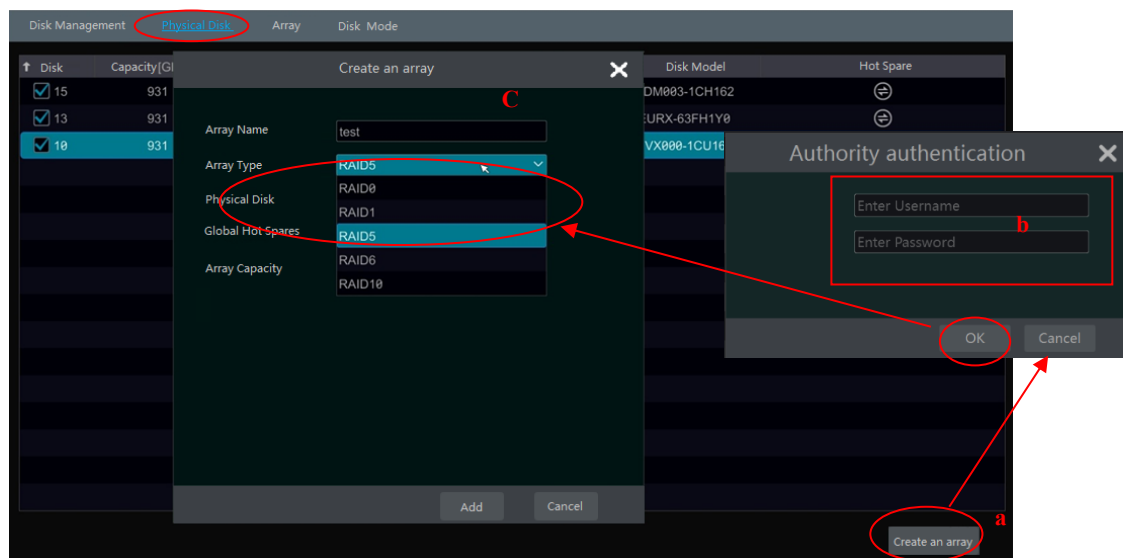 Disk Management Physical Disk Array Disk Mode
Disk Capacity[GB Disk Model Hot Spare
15 931 DM003-1CH162
13 931 EURX-63FH1Y0
10 931 VX000-1CU16
Create an array
C
Array Name test
Array Type RAID5
RAID0
Physical Disk
RAID1
Global Hot Spares
RAID5
RAID6
Array Capacity
RAID10
Add Cancel
Authority authentication
Enter Username
b
Enter Password
OK Cancel
a
Create an array